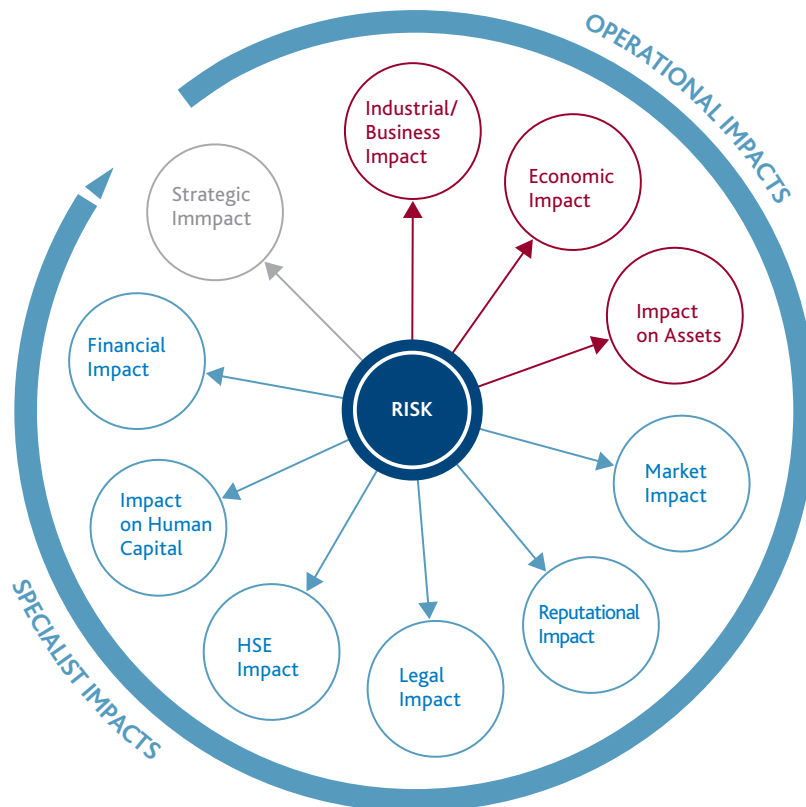 OPERATIONAL IMPACTS
Industrial/
Business
Impact
Economic
Impact
Strategic
Immpact
Impact
on Assets
Financial
Impact
RISK
Market
Impact
Impact
on Human
Capital
Reputational
Impact
HSE
Impact
Legal
Impact
SPECIALIST IMPACTS